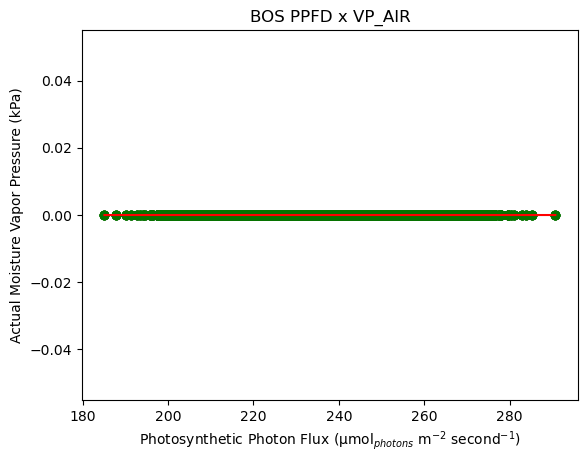 BOS PPFD x VP_AIR
Actual Moisture Vapor Pressure (kPa)
0.04
0.02
0.00
−0.02
−0.04
180 200 220 240 260 280
Photosynthetic Photon Flux (μmol$_{photons}$ m$^{-2}$ second$^{-1}$)